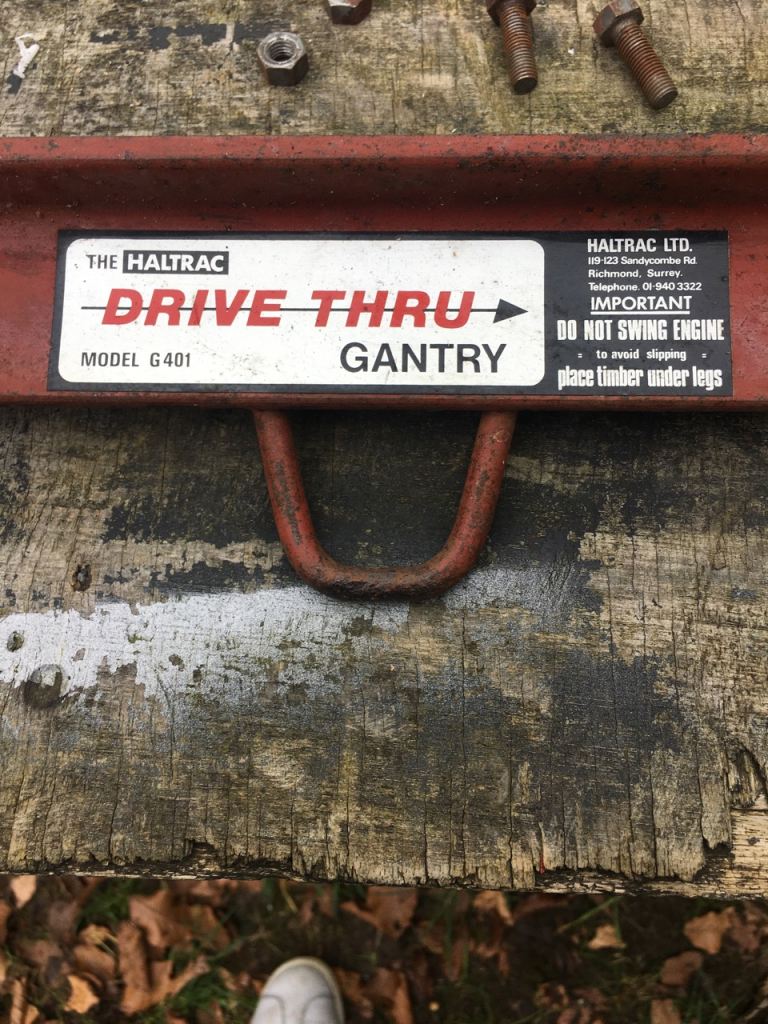 THE HALTRAC
DRIVE THRU
MODEL G401
GANTRY
HALTRAC LTD.
119-123 Sandycombe Rd.
Richmond, Surrey.
Telephone. 01-940 3322
IMPORTANT
DO NOT SWING ENGINE
= to avoid slipping =
place timber under legs